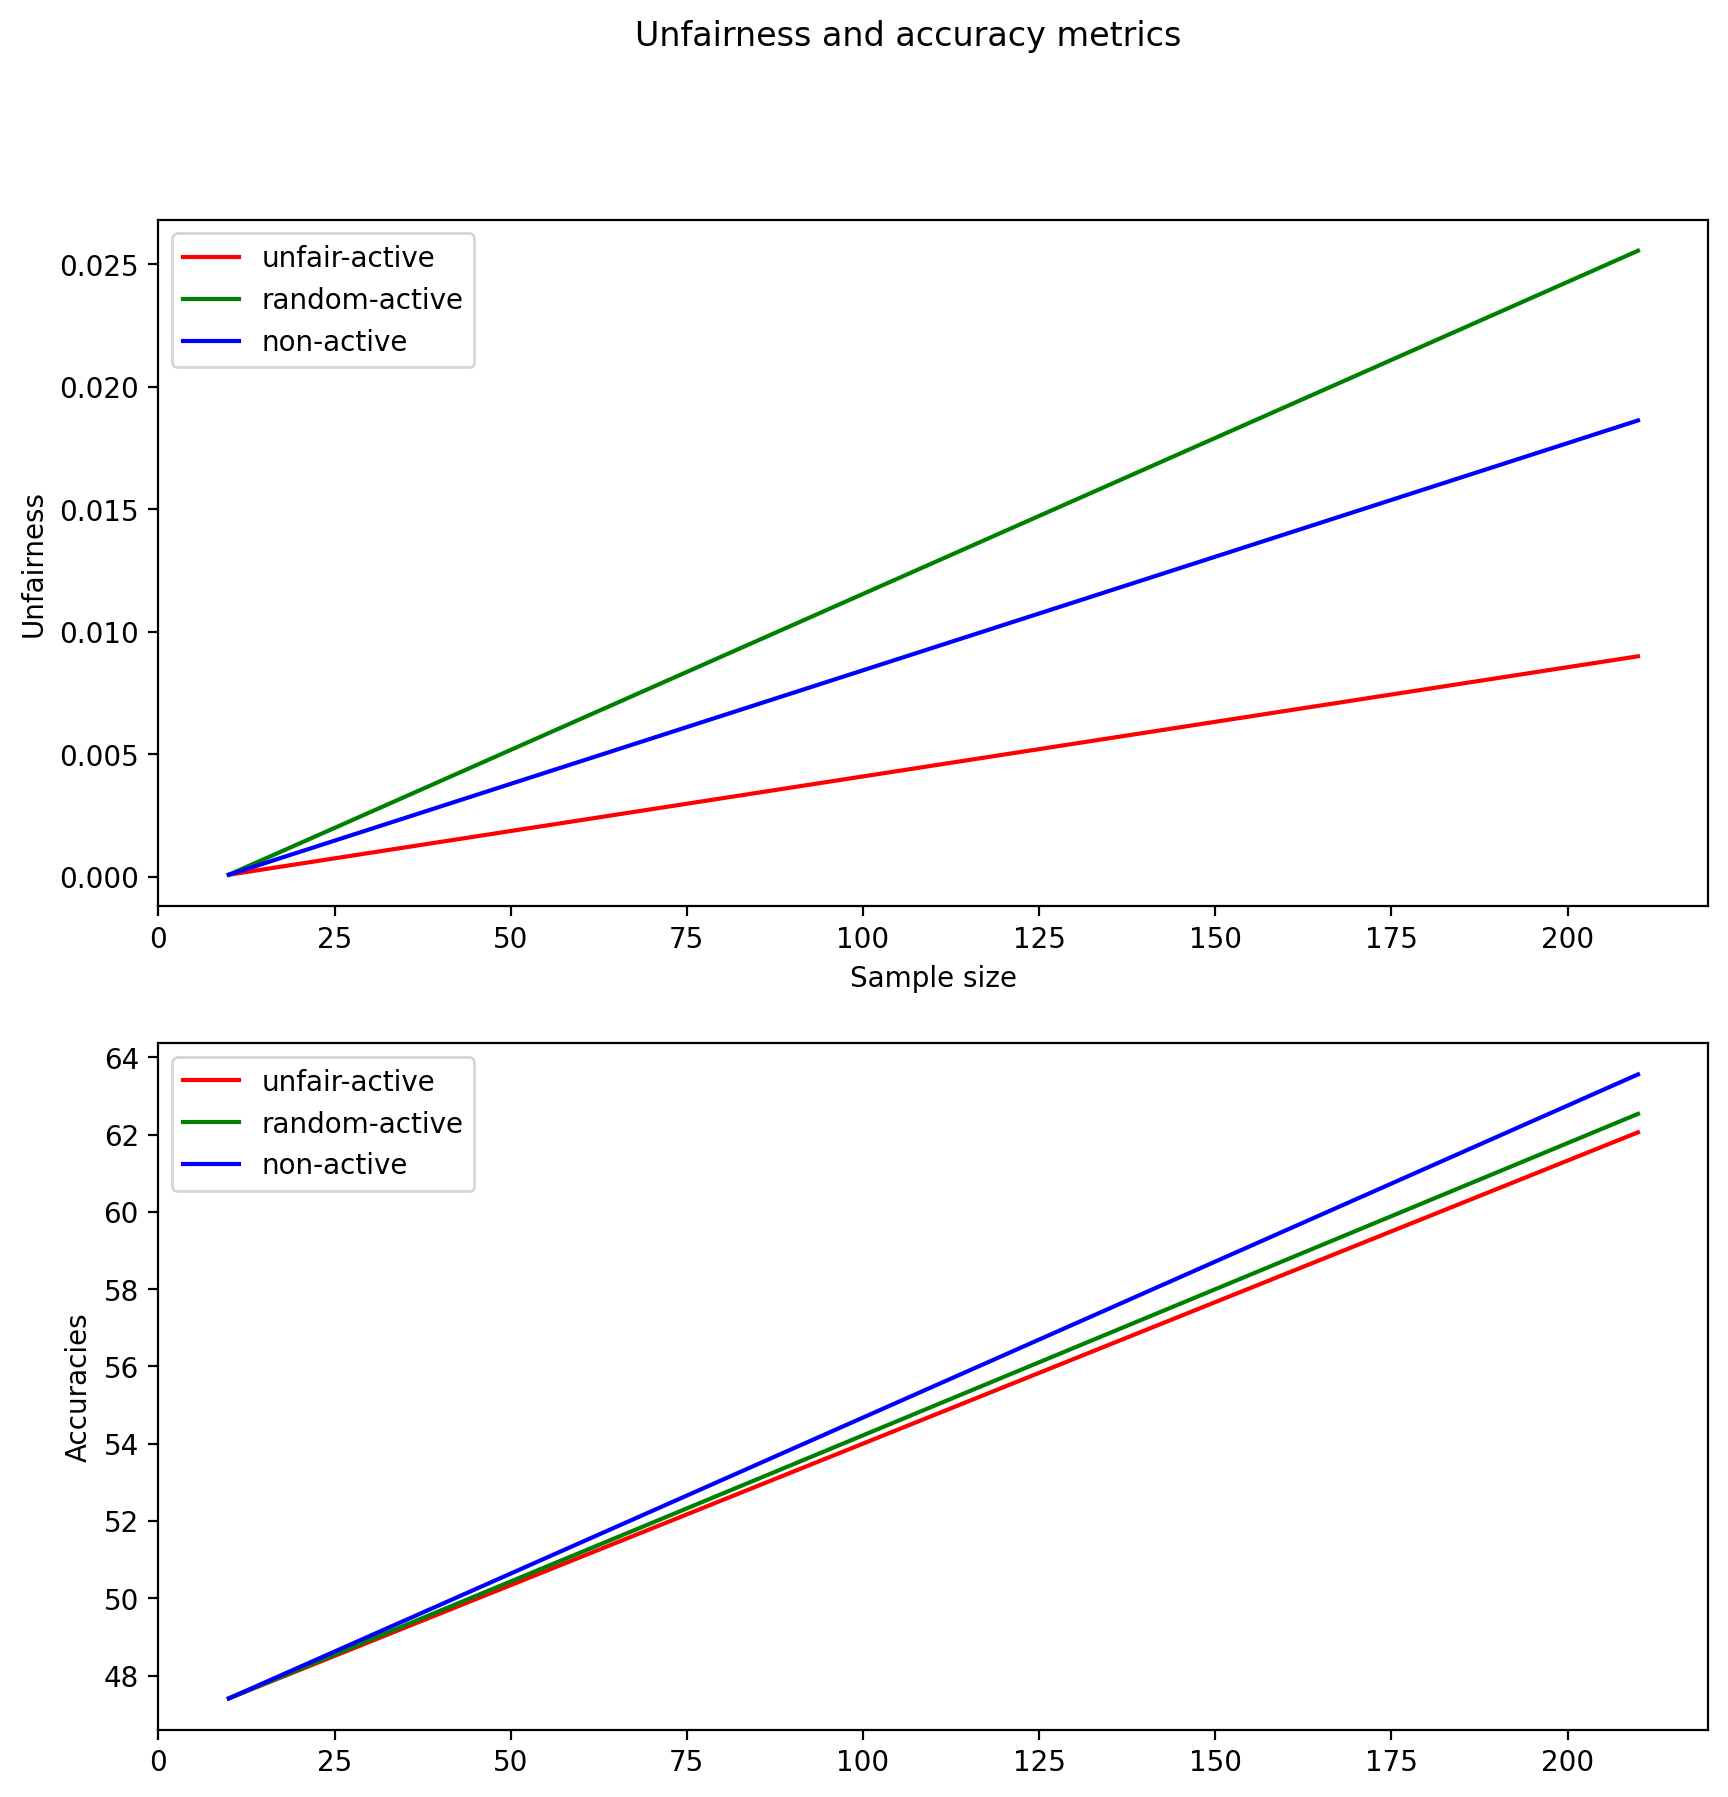 Unfairness and accuracy metrics
unfair-active
random-active
non-active
0.025
0.020
0.015
0.010
0.005
0.000
Unfairness
0 25 50 75 100 125 150 175 200
Sample size
unfair-active
random-active
non-active
64
62
60
58
56
54
52
50
48
Accuracies
0 25 50 75 100 125 150 175 200